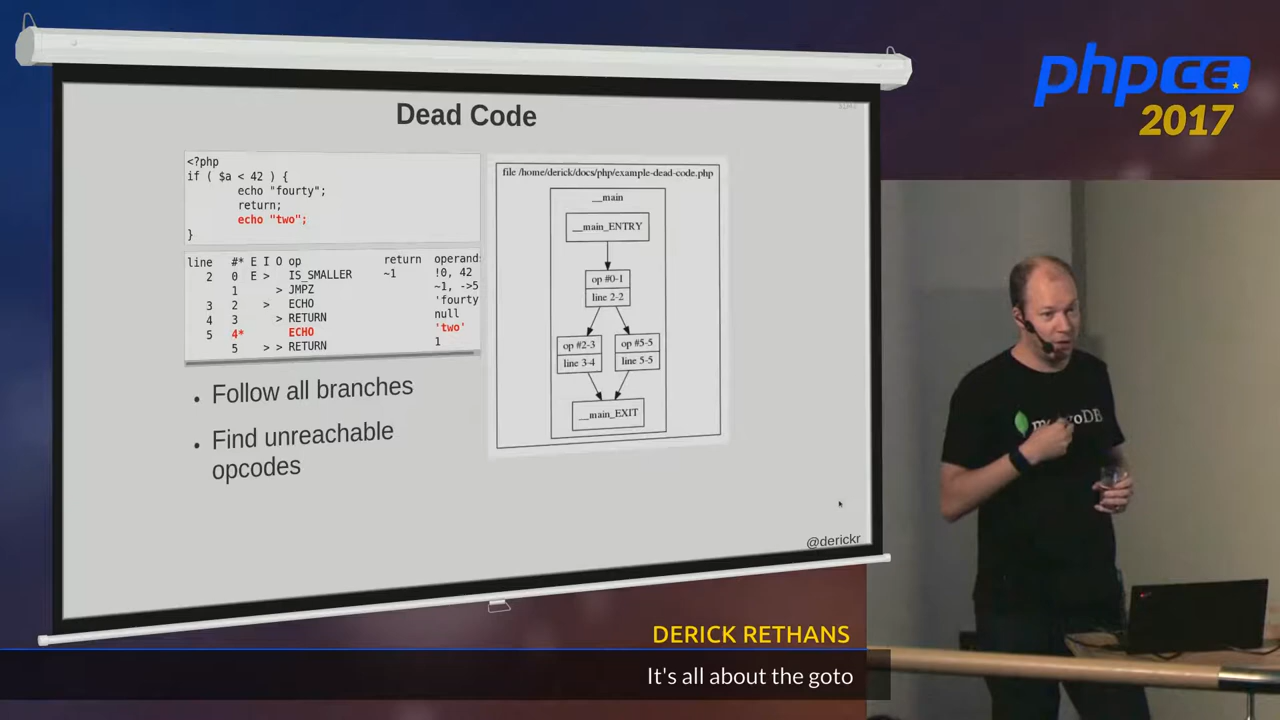 Dead Code
<?php
if ( $a < 42 ) {
echo "fourty";
return;
echo "two";
}
line #* E I O op return operands
2 0 E > IS_SMALLER ~1 !0, 42
1 > JMPZ ~1, ->5
3 2 > ECHO 'fourty
4 3 > RETURN null
5 4* ECHO 'two'
5 > > RETURN 1
Follow all branches
Find unreachable
opcodes
file /home/derick/docs/php/example-dead-code.php
__main
__main_ENTRY
op #0-1
line 2-2
op #2-3
line 3-4
op #5-5
line 5-5
__main_EXIT
@derickr
phpCE
2017
mongoDB
DERICK RETHANS
It's all about the goto